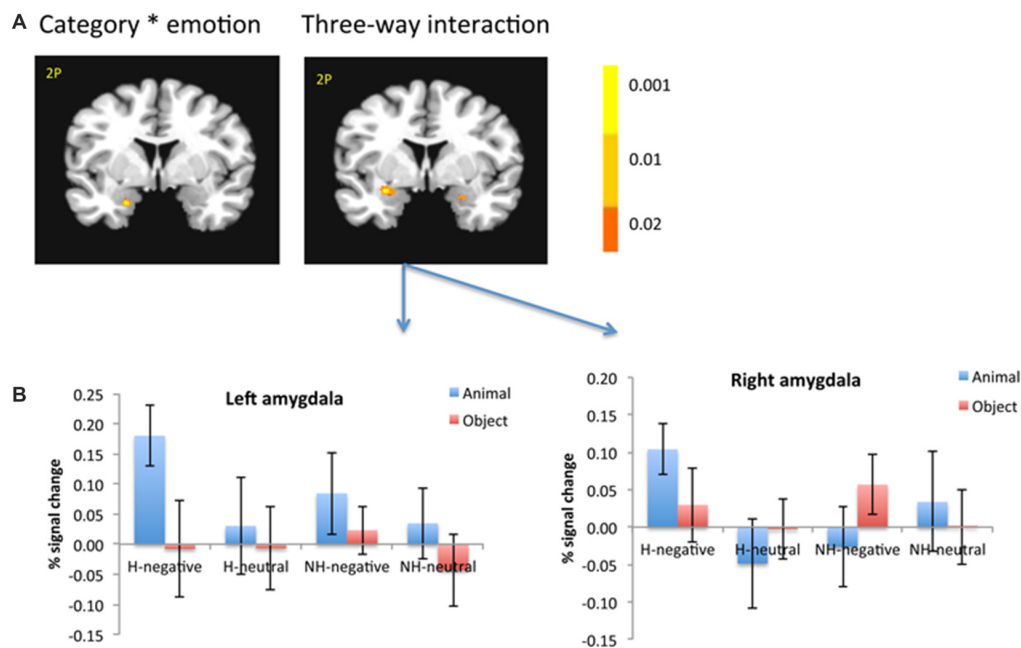 A
Category * emotion
Three-way interaction
2P
2P
0.001
0.01
0.02
B
Left amygdala
Animal
Object
% signal change
0.25
0.20
0.15
0.10
0.05
0.00
-0.05
-0.10
-0.15
H-negative
H-neutral
NH-negative
NH-neutral
Right amygdala
Animal
Object
% signal change
0.20
0.15
0.10
0.05
0.00
-0.05
-0.10
-0.15
H-negative
H-neutral
NH-negative
NH-neutral